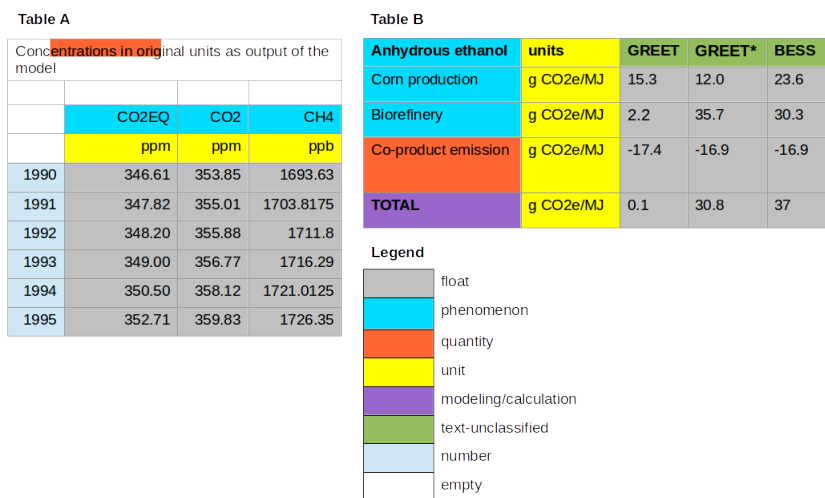 Table A
Concentrations in original units as output of the
model
CO2EQ CO2 CH4
ppm ppm ppb
1990 346.61 353.85 1693.63
1991 347.82 355.01 1703.8175
1992 348.20 355.88 1711.8
1993 349.00 356.77 1716.29
1994 350.50 358.12 1721.0125
1995 352.71 359.83 1726.35
Table B
Anhydrous ethanol units GREET GREET* BESS
Corn production g CO2e/MJ 15.3 12.0 23.6
Biorefinery g CO2e/MJ 2.2 35.7 30.3
Co-product emission g CO2e/MJ -17.4 -16.9 -16.9
TOTAL g CO2e/MJ 0.1 30.8 37
Legend
float
phenomenon
quantity
unit
modeling/calculation
text-unclassified
number
empty